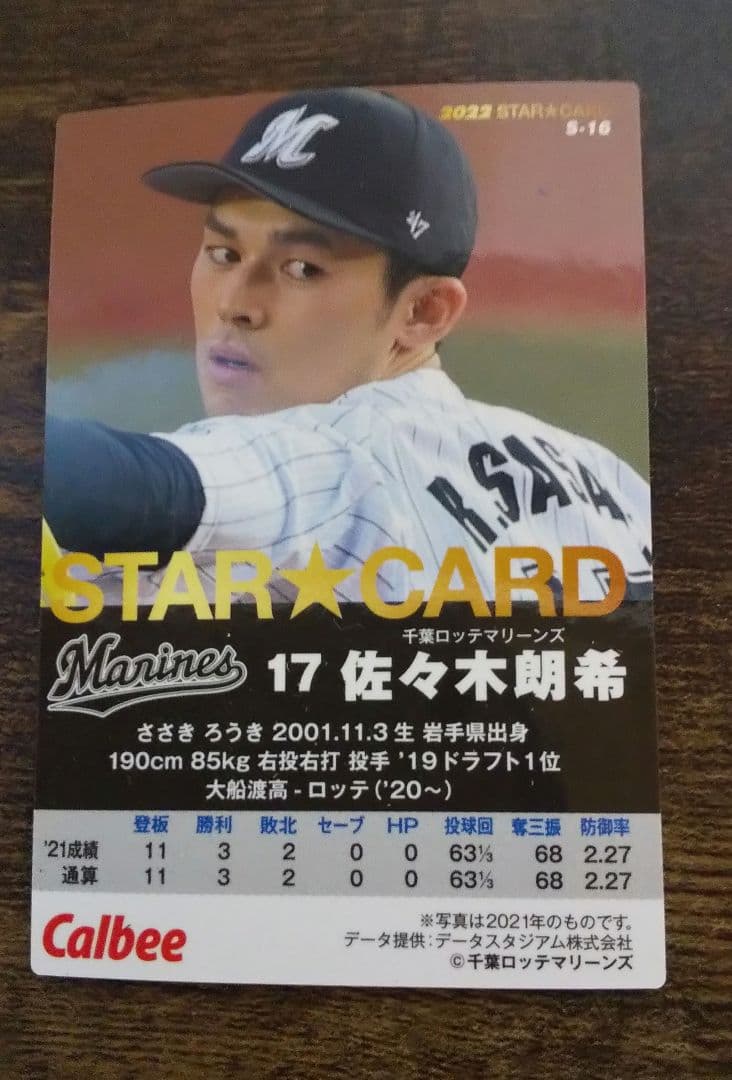 M
2022 STAR★CARD
S-16
47
R.SASA
STAR★CARD
千葉ロッテマリーンズ
Marines 17 佐々木朗希
ささき ろうき 2001.11.3生 岩手県出身
190cm 85kg 右投右打 投手 '19ドラフト1位
大船渡高-ロッテ('20〜)
登板 勝利 敗北 セーブ HP 投球回 奪三振 防御率
'21成績 11 3 2 0 0 63⅓ 68 2.27
通算 11 3 2 0 0 63⅓ 68 2.27
Calbee
※写真は2021年のものです。
データ提供:データスタジアム株式会社
©千葉ロッテマリーンズ